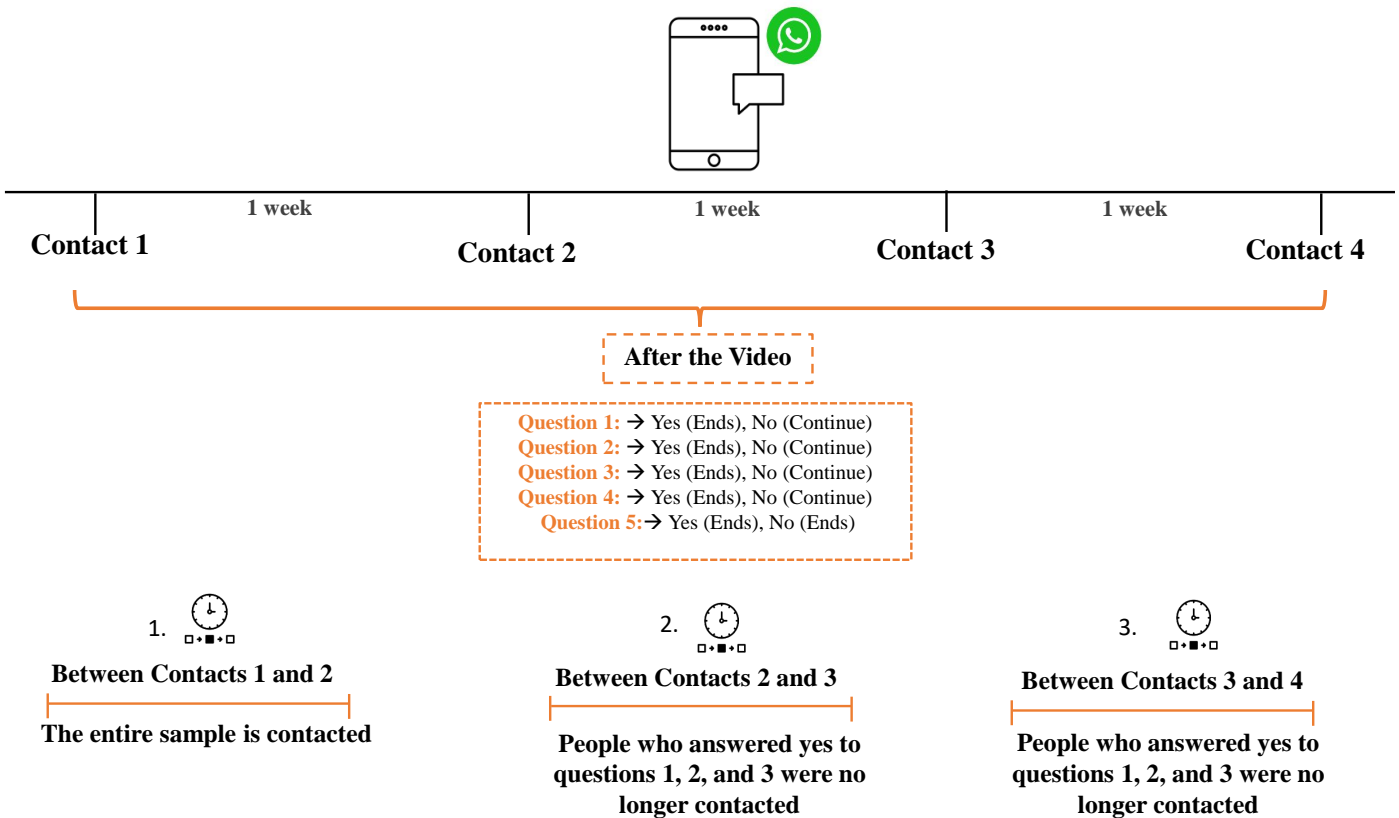 1 week
1 week
1 week
Contact 1
Contact 2
Contact 3
Contact 4
After the Video
Question 1: → Yes (Ends), No (Continue)
Question 2: → Yes (Ends), No (Continue)
Question 3: → Yes (Ends), No (Continue)
Question 4: → Yes (Ends), No (Continue)
Question 5:→ Yes (Ends), No (Ends)
1.
Between Contacts 1 and 2
The entire sample is contacted
2.
Between Contacts 2 and 3
People who answered yes to
questions 1, 2, and 3 were no
longer contacted
3.
Between Contacts 3 and 4
People who answered yes to
questions 1, 2, and 3 were no
longer contacted